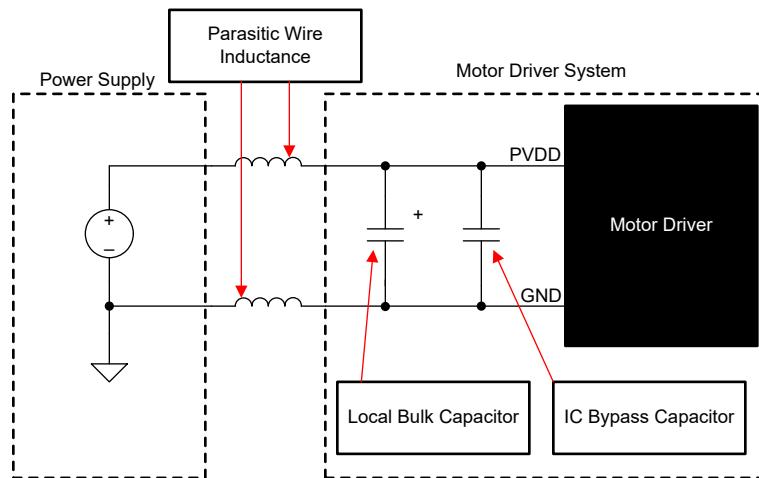 Parasitic Wire
Inductance
Power Supply
Motor Driver System
PVDD
+
+
–
Motor Driver
GND
Local Bulk Capacitor
IC Bypass Capacitor